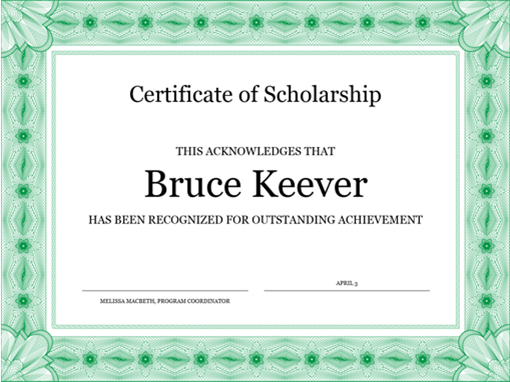 Certificate of Scholarship
THIS ACKNOWLEDGES THAT
Bruce Keever
HAS BEEN RECOGNIZED FOR OUTSTANDING ACHIEVEMENT
APRIL 3
MELISSA MACBETH, PROGRAM COORDINATOR